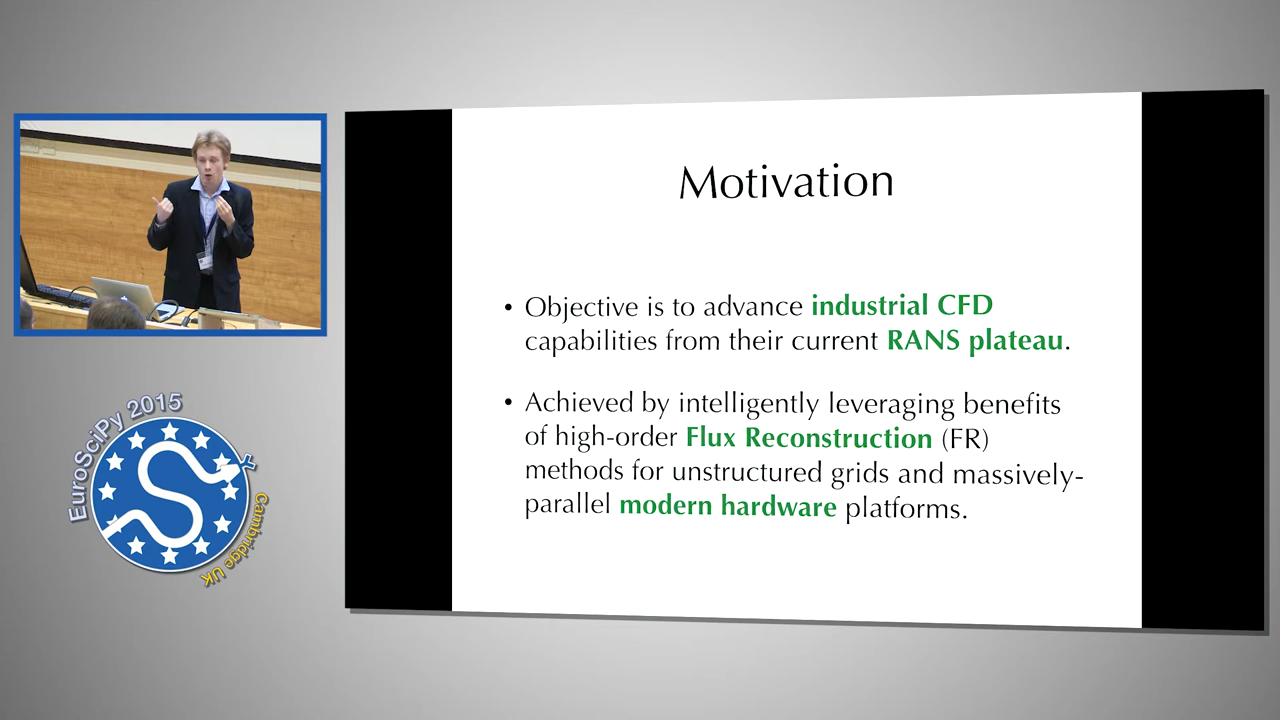 EuroSciPy 2015
Cambridge UK
Motivation
• Objective is to advance industrial CFD
capabilities from their current RANS plateau.
• Achieved by intelligently leveraging benefits
of high-order Flux Reconstruction (FR)
methods for unstructured grids and massively-
parallel modern hardware platforms.